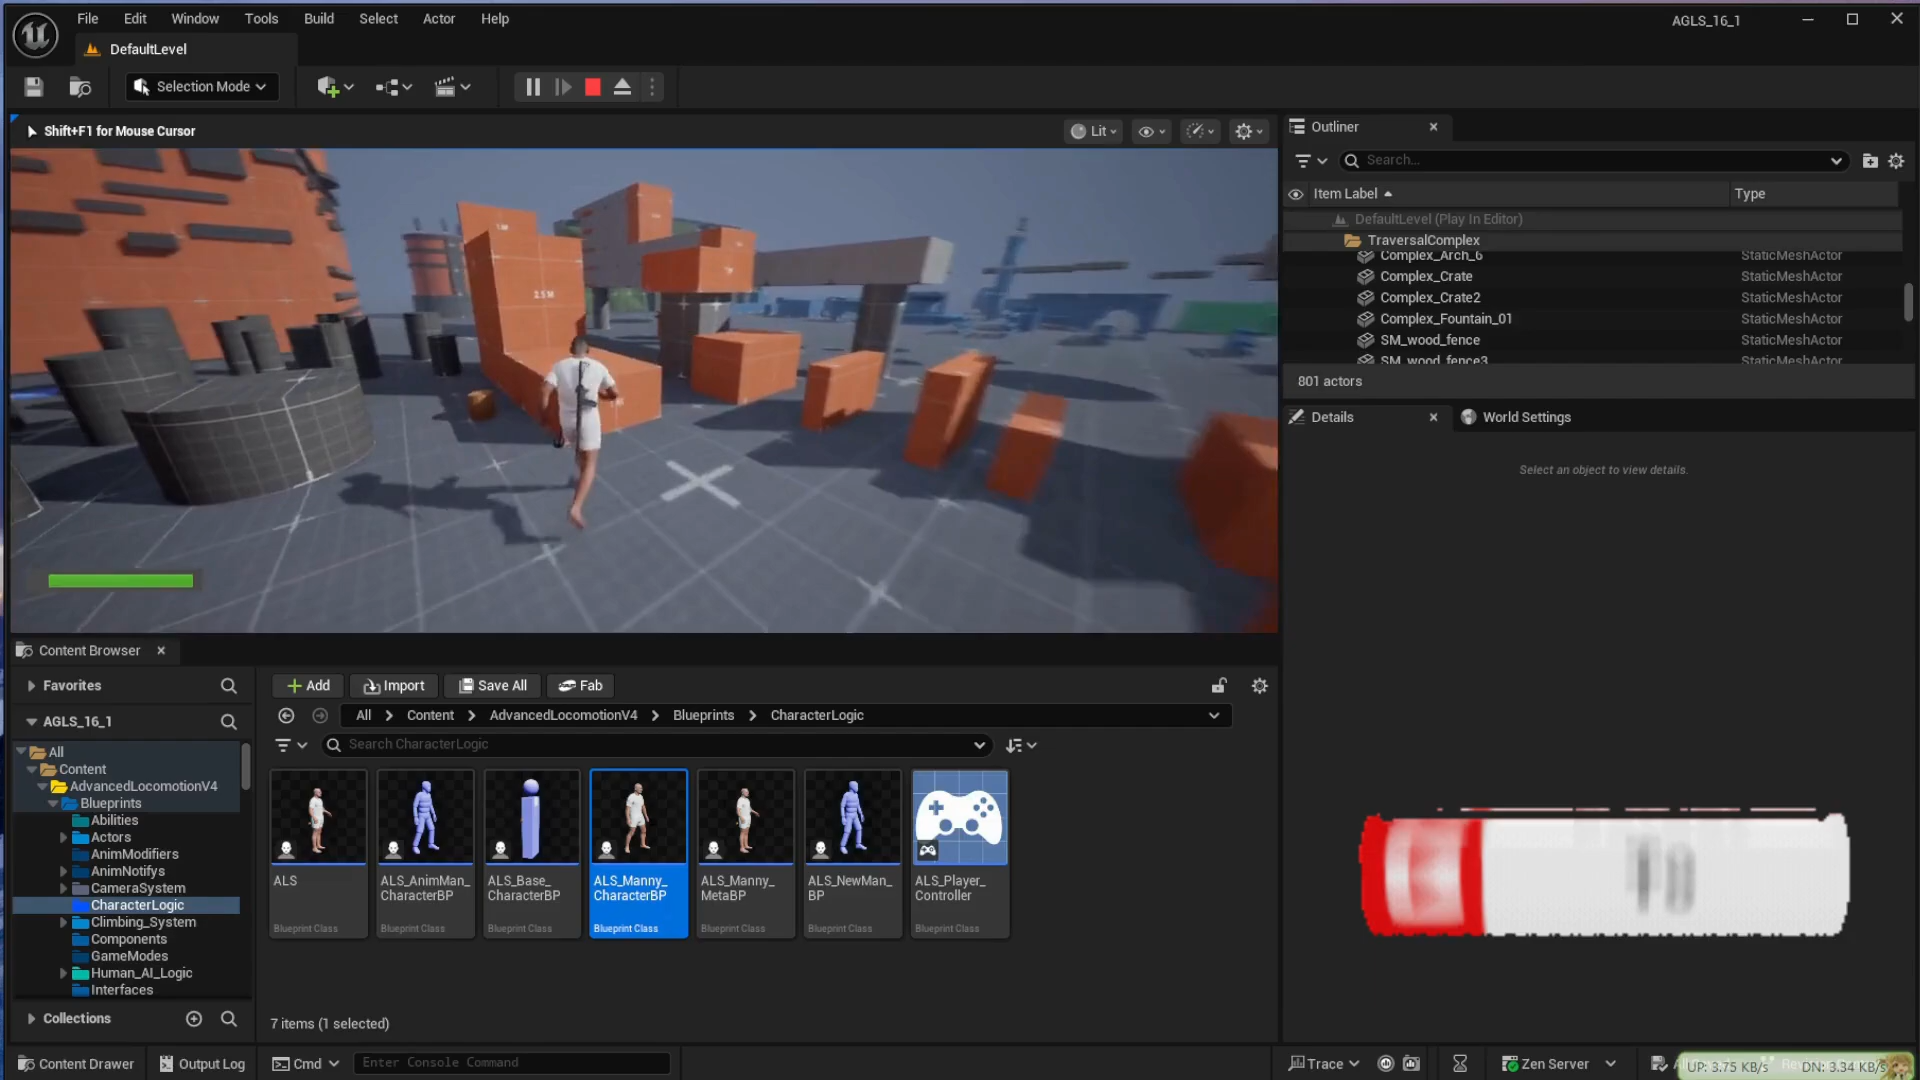 File Edit Window Tools Build Select Actor Help
AGLS_16_1
DefaultLevel
Selection Mode
Shift+F1 for Mouse Cursor
Lit
2.5 M
Outliner
Search...
Item Label
Type
DefaultLevel (Play In Editor)
TraversalComplex
Complex_Arch_6 StaticMeshActor
Complex_Crate StaticMeshActor
Complex_Crate2 StaticMeshActor
Complex_Fountain_01 StaticMeshActor
SM_wood_fence StaticMeshActor
SM_wood_fence3 StaticMeshActor
801 actors
Details
World Settings
Select an object to view details.
Content Browser
Favorites
AGLS_16_1
All
Content
AdvancedLocomotionV4
Blueprints
Abilities
Actors
AnimModifiers
AnimNotifys
CameraSystem
CharacterLogic
Climbing_System
Components
GameModes
Human_AI_Logic
Interfaces
Collections
Add Import Save All Fab
All > Content > AdvancedLocomotionV4 > Blueprints > CharacterLogic
Search CharacterLogic
ALS
Blueprint Class
ALS_AnimMan_
CharacterBP
Blueprint Class
ALS_Base_
CharacterBP
Blueprint Class
ALS_Manny_
CharacterBP
Blueprint Class
ALS_Manny_
MetaBP
Blueprint Class
ALS_NewMan_
BP
Blueprint Class
ALS_Player_
Controller
Blueprint Class
7 items (1 selected)
Content Drawer
Output Log
Cmd
Enter Console Command
Trace
Zen Server
UP: 3.75 KB/s DN: 3.34 KB/s